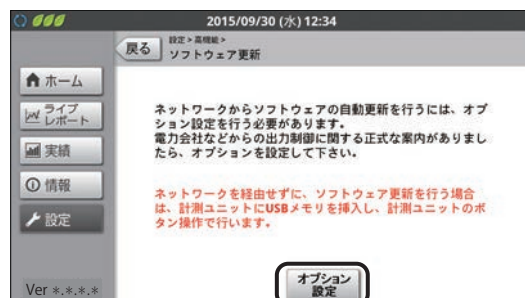 2015/09/30 (水) 12:34
戻る
設定 > 高機能 >
ソフトウェア更新
ホーム
ライブ
レポート
実績
情報
設定
Ver *.*.*.*
ネットワークからソフトウェアの自動更新を行うには、オプ
ション設定を行う必要があります。
電力会社などからの出力制御に関する正式な案内がありまし
たら、オプションを設定して下さい。
ネットワークを経由せずに、ソフトウェア更新を行う場合
は、計測ユニットにUSBメモリを挿入し、計測ユニットのボ
タン操作で行います。
オプション
設定